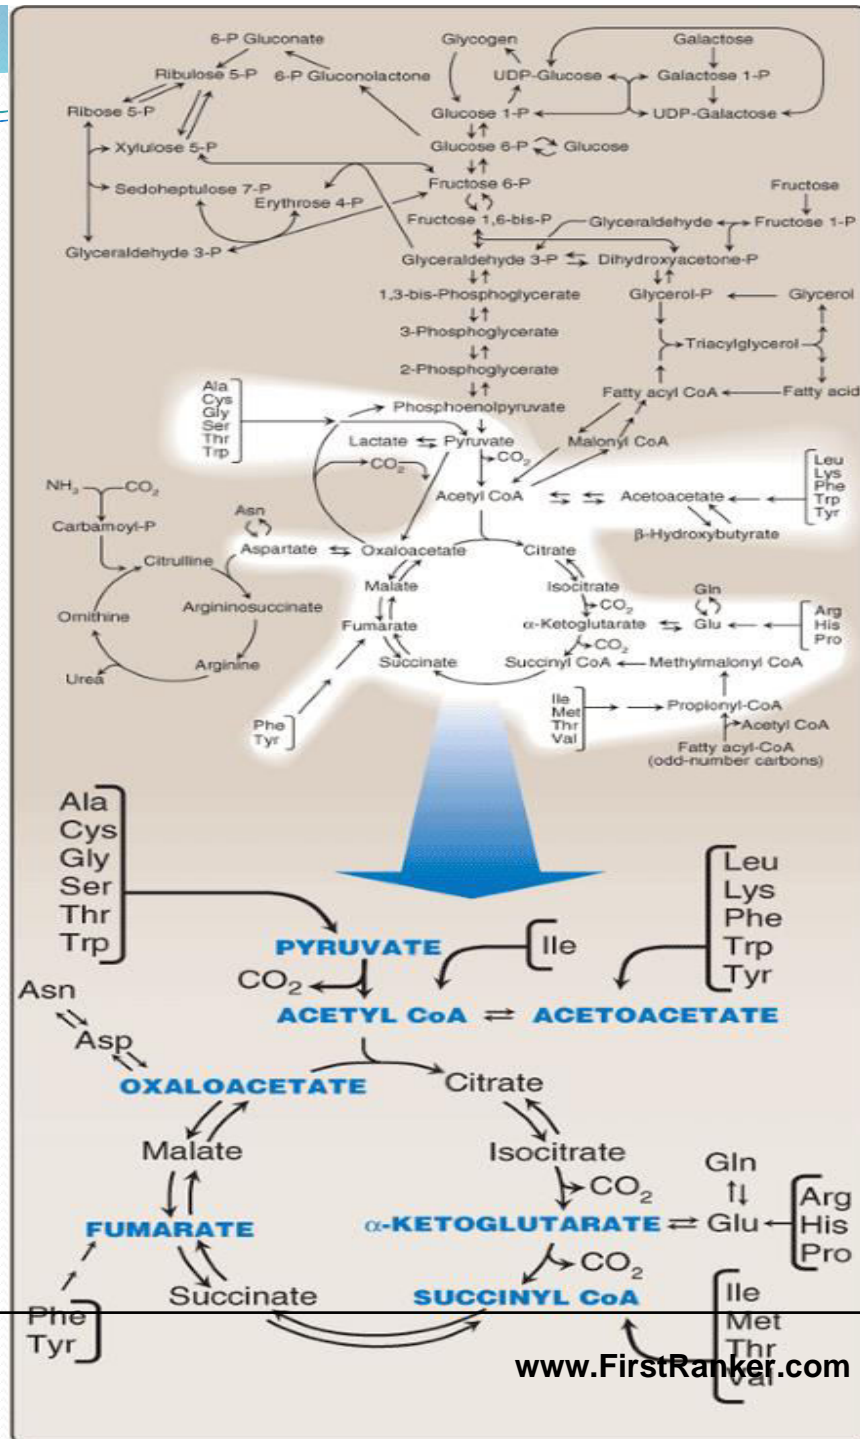 6-P Gluconate
Glycogen
Galactose
Ribulose 5-P
6-P Gluconolactone
UDP-Glucose
Galactose 1-P
Ribose 5-P
Glucose 1-P
UDP-Galactose
Xylulose 5-P
Glucose 6-P
Glucose
Sedoheptulose 7-P
Fructose 6-P
Fructose
Erythrose 4-P
Fructose 1,6-bis-P
Glyceraldehyde
Fructose 1-P
Glyceraldehyde 3-P
Glyceraldehyde 3-P
Dihydroxyacetone-P
1,3-bis-Phosphoglycerate
Glycerol-P
Glycerol
3-Phosphoglycerate
Triacylglycerol
2-Phosphoglycerate
Ala
Cys
Gly
Ser
Thr
Trp
Fatty acyl CoA
Fatty acid
Phosphoenolpyruvate
Lactate
Pyruvate
Malonyl CoA
CO2
CO2
Leu
Lys
Phe
Trp
Tyr
NH3
CO2
Acetyl CoA
Acetoacetate
Carbamoyl-P
Asn
β-Hydroxybutyrate
Citrulline
Aspartate
Oxaloacetate
Citrate
Malate
Isocitrate
Gln
CO2
Ornithine
Argininosuccinate
Fumarate
α-Ketoglutarate
Glu
Arg
His
Pro
CO2
Arginine
Succinate
Succinyl CoA
Methylmalonyl CoA
Urea
Ile
Met
Thr
Val
Propionyl-CoA
Phe
Tyr
Acetyl CoA
Fatty acyl-CoA
(odd-number carbons)
Ala
Cys
Gly
Ser
Thr
Trp
Leu
Lys
Phe
Trp
Tyr
PYRUVATE
Ile
CO2
Asn
ACETYL CoA
ACETOACETATE
Asp
OXALOACETATE
Citrate
Malate
Isocitrate
Gln
CO2
Arg
His
Pro
FUMARATE
α-KETOGLUTARATE
Glu
CO2
Succinate
SUCCINYL CoA
Ile
Met
Thr
Val
Phe
Tyr
www.FirstRanker.com